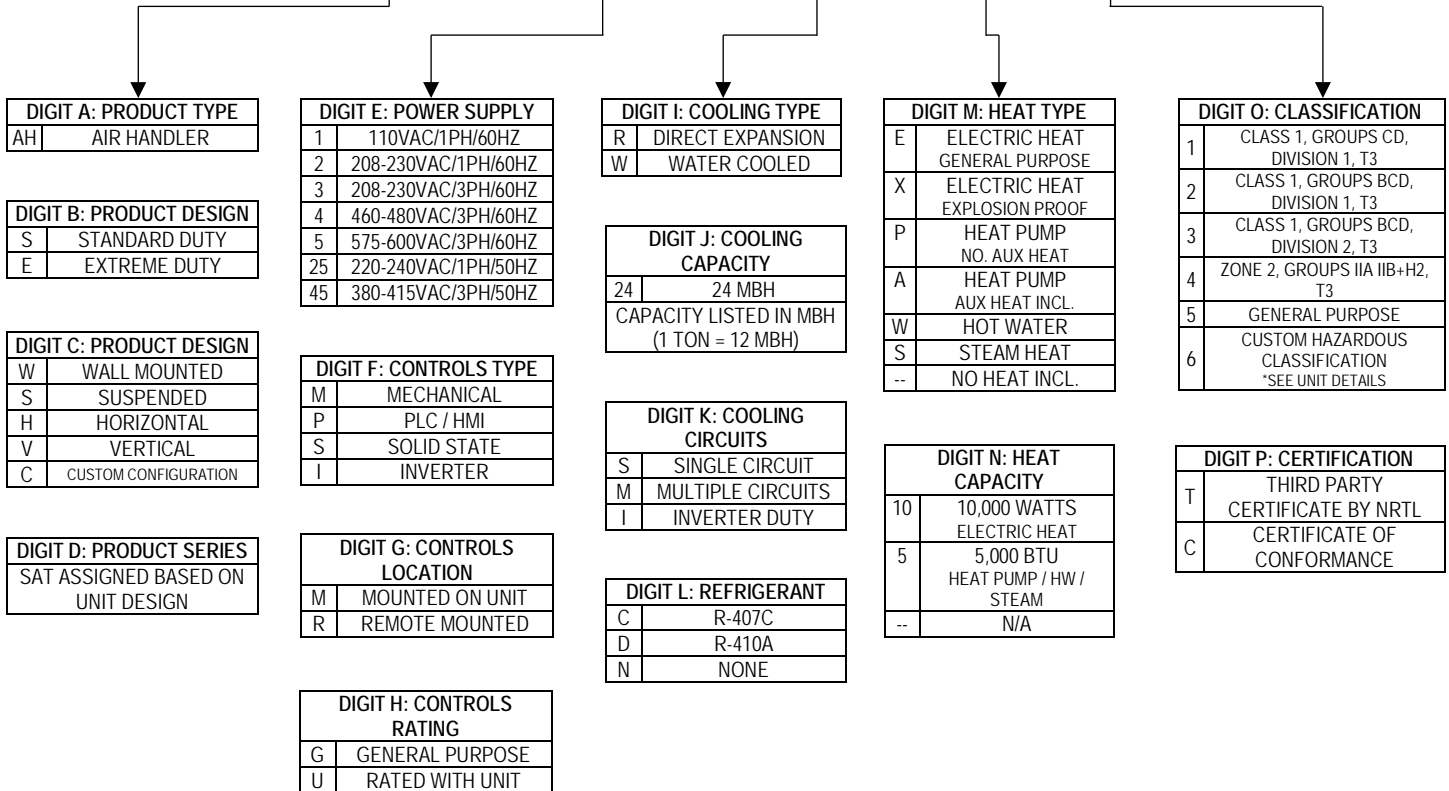 DIGIT A: PRODUCT TYPE
AH AIR HANDLER
DIGIT B: PRODUCT DESIGN
S STANDARD DUTY
E EXTREME DUTY
DIGIT C: PRODUCT DESIGN
W WALL MOUNTED
S SUSPENDED
H HORIZONTAL
V VERTICAL
C CUSTOM CONFIGURATION
DIGIT D: PRODUCT SERIES
SAT ASSIGNED BASED ON
UNIT DESIGN
DIGIT E: POWER SUPPLY
1 110VAC/1PH/60HZ
2 208-230VAC/1PH/60HZ
3 208-230VAC/3PH/60HZ
4 460-480VAC/3PH/60HZ
5 575-600VAC/3PH/60HZ
25 220-240VAC/1PH/50HZ
45 380-415VAC/3PH/50HZ
DIGIT F: CONTROLS TYPE
M MECHANICAL
P PLC / HMI
S SOLID STATE
I INVERTER
DIGIT G: CONTROLS
LOCATION
M MOUNTED ON UNIT
R REMOTE MOUNTED
DIGIT H: CONTROLS
RATING
G GENERAL PURPOSE
U RATED WITH UNIT
DIGIT I: COOLING TYPE
R DIRECT EXPANSION
W WATER COOLED
DIGIT J: COOLING
CAPACITY
24 24 MBH
CAPACITY LISTED IN MBH
(1 TON = 12 MBH)
DIGIT K: COOLING
CIRCUITS
S SINGLE CIRCUIT
M MULTIPLE CIRCUITS
I INVERTER DUTY
DIGIT L: REFRIGERANT
C R-407C
D R-410A
N NONE
DIGIT M: HEAT TYPE
E ELECTRIC HEAT
GENERAL PURPOSE
X ELECTRIC HEAT
EXPLOSION PROOF
P HEAT PUMP
NO. AUX HEAT
A HEAT PUMP
AUX HEAT INCL.
W HOT WATER
S STEAM HEAT
-- NO HEAT INCL.
DIGIT N: HEAT
CAPACITY
10 10,000 WATTS
ELECTRIC HEAT
5 5,000 BTU
HEAT PUMP / HW /
STEAM
-- N/A
DIGIT O: CLASSIFICATION
1 CLASS 1, GROUPS CD,
DIVISION 1, T3
2 CLASS 1, GROUPS BCD,
DIVISION 1, T3
3 CLASS 1, GROUPS BCD,
DIVISION 2, T3
4 ZONE 2, GROUPS IIA IIB+H2,
T3
5 GENERAL PURPOSE
6 CUSTOM HAZARDOUS
CLASSIFICATION
*SEE UNIT DETAILS
DIGIT P: CERTIFICATION
T THIRD PARTY
CERTIFICATE BY NRTL
C CERTIFICATE OF
CONFORMANCE